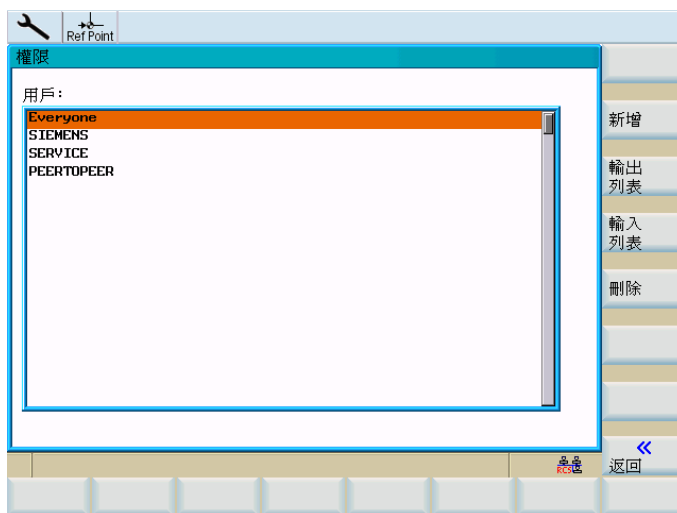 Ref Point
權限
用戶:
Everyone
SIEMENS
SERVICE
PEERTOPEER
新增
輸出
列表
輸入
列表
刪除
«
返回
RCS